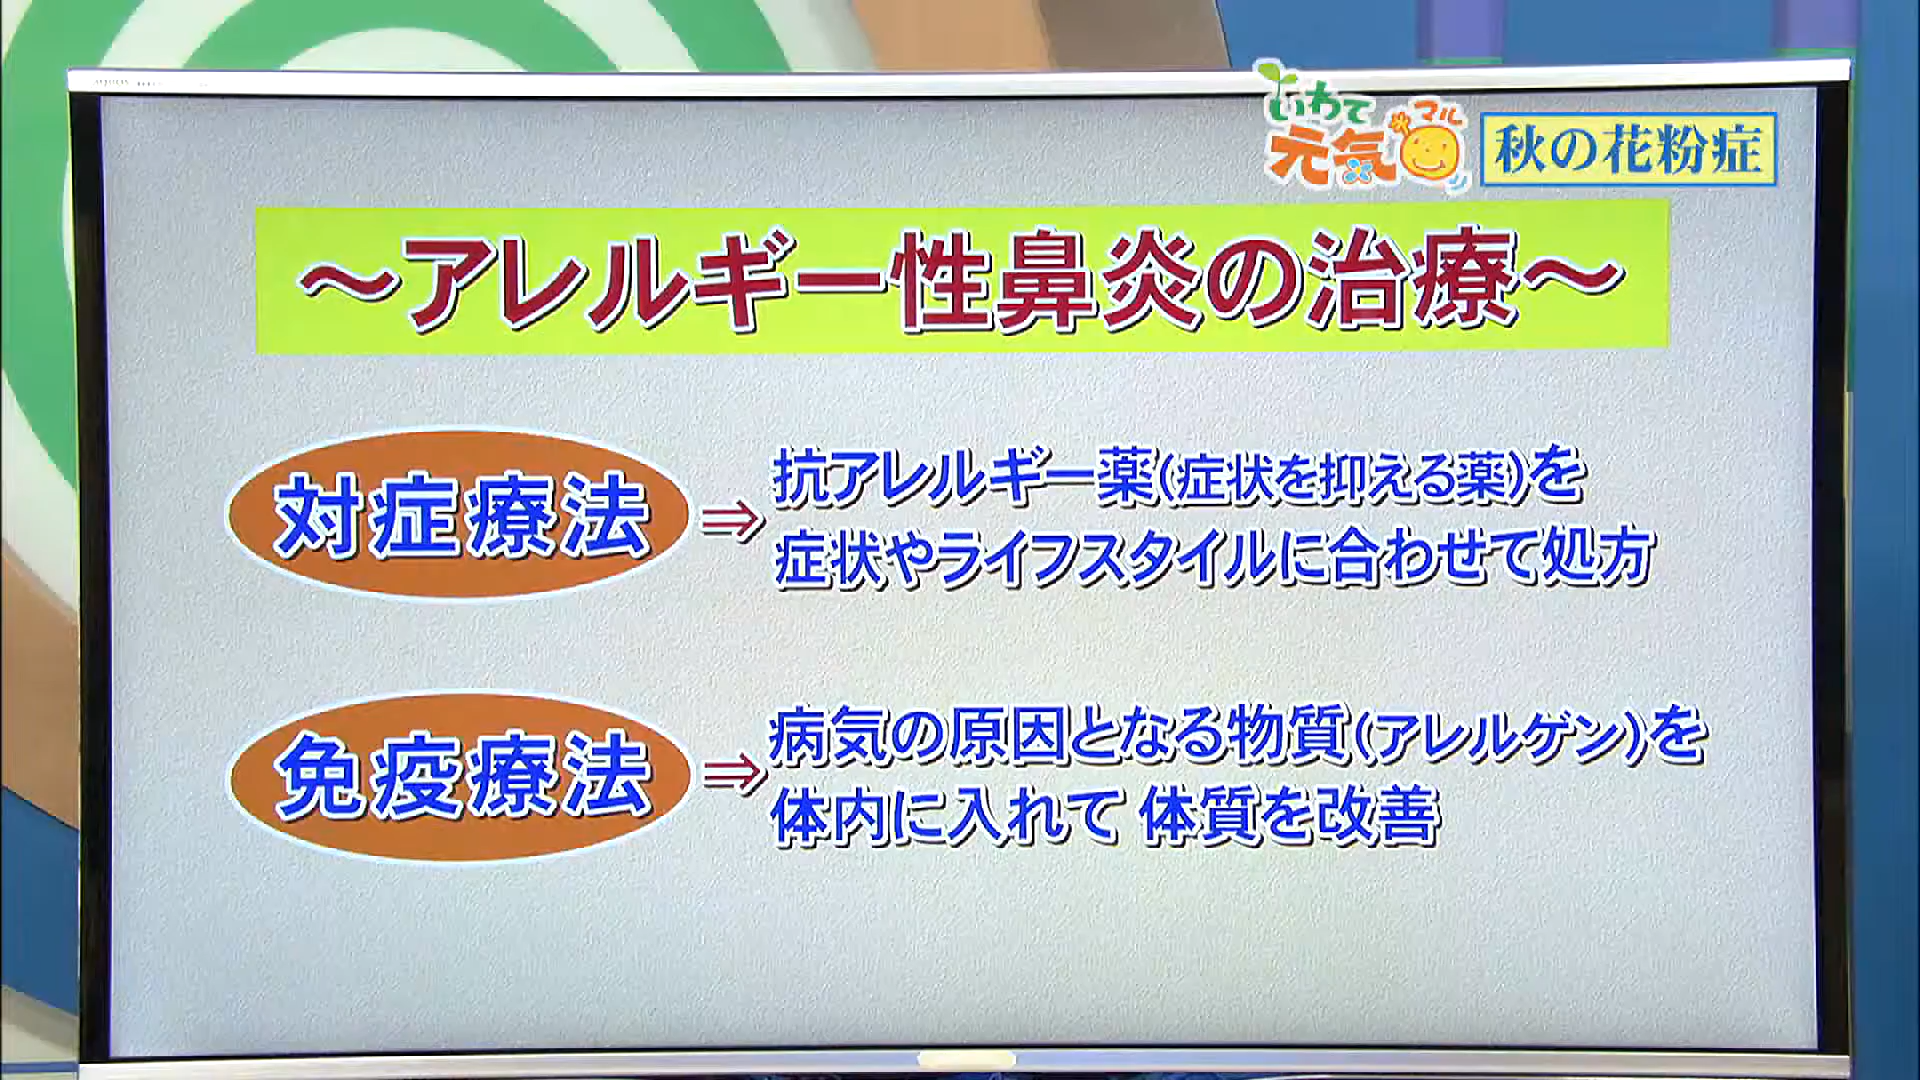 いわて
元気
マル
秋の花粉症
～アレルギー性鼻炎の治療～
対症療法
⇒
抗アレルギー薬(症状を抑える薬)を
症状やライフスタイルに合わせて処方
免疫療法
⇒
病気の原因となる物質(アレルゲン)を
体内に入れて 体質を改善